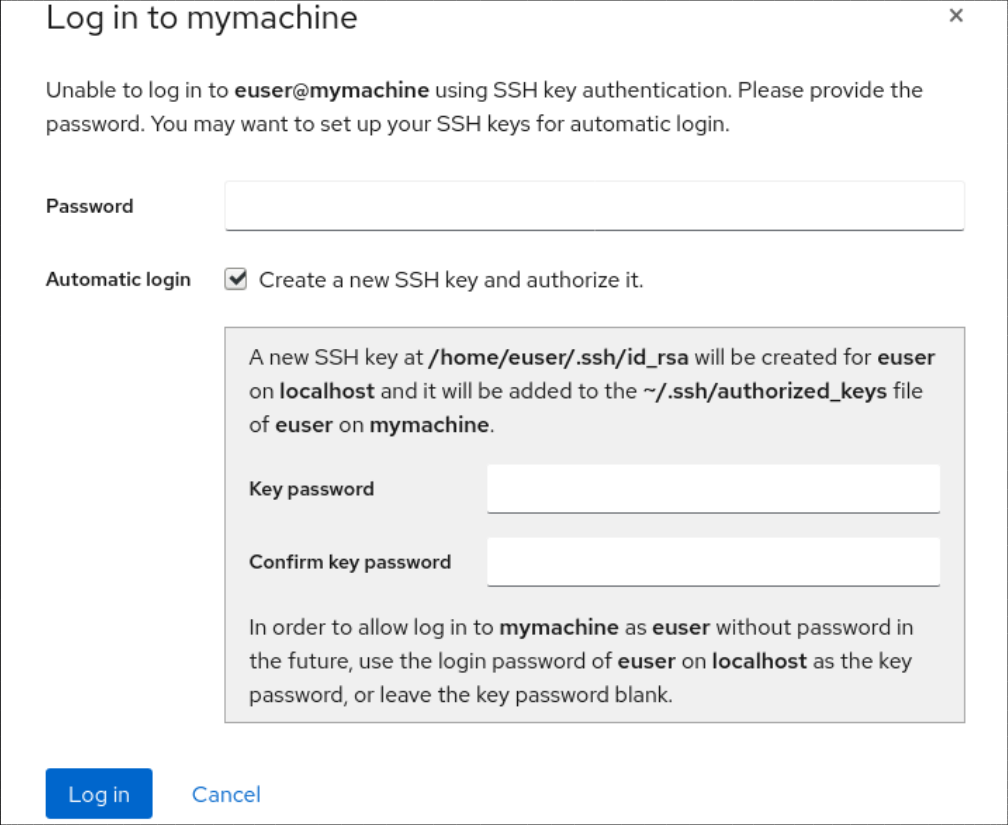 Log in to mymachine
Unable to log in to euser@mymachine using SSH key authentication. Please provide the
password. You may want to set up your SSH keys for automatic login.
Password
Automatic login Create a new SSH key and authorize it.
A new SSH key at /home/euser/.ssh/id_rsa will be created for euser
on localhost and it will be added to the ~/.ssh/authorized_keys file
of euser on mymachine.
Key password
Confirm key password
In order to allow log in to mymachine as euser without password in
the future, use the login password of euser on localhost as the key
password, or leave the key password blank.
Log in Cancel